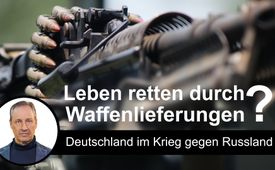 Leben retten durch
Waffenlieferungen?
Deutschland im Krieg gegen Russland